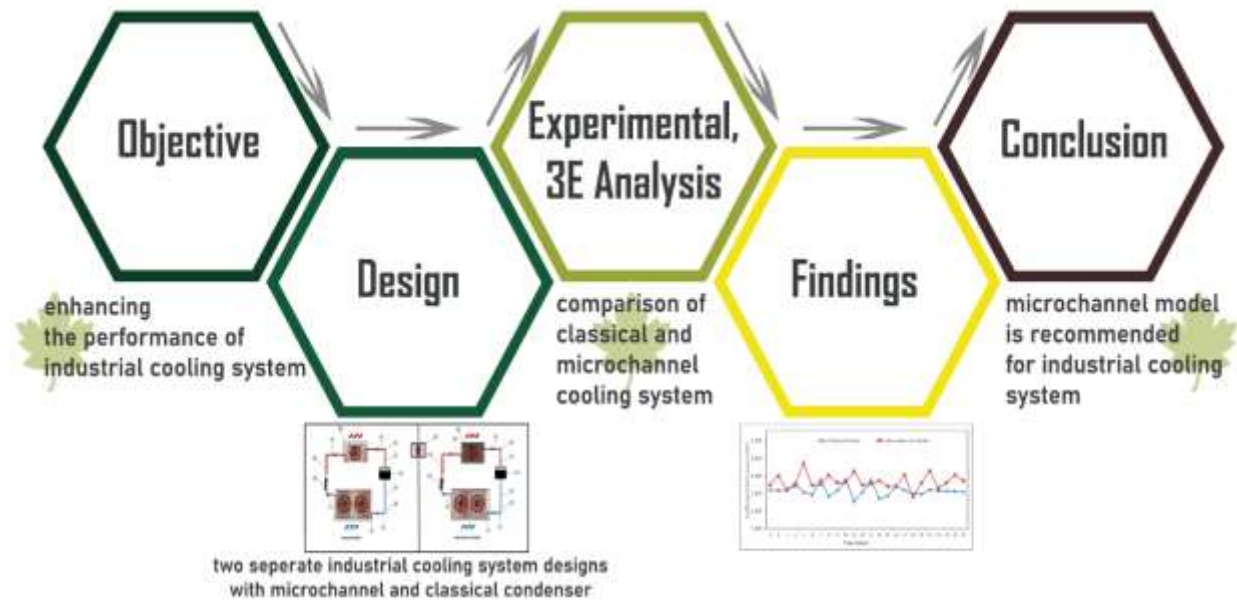 Objective
Design
Experimental,
3E Analysis
Findings
Conclusion
enhancing
the performance of
industrial cooling system
two seperate industrial cooling system designs
with microchannel and classical condenser
comparison of
classical and
microchannel
cooling system
microchannel model
is recommended
for industrial cooling
system